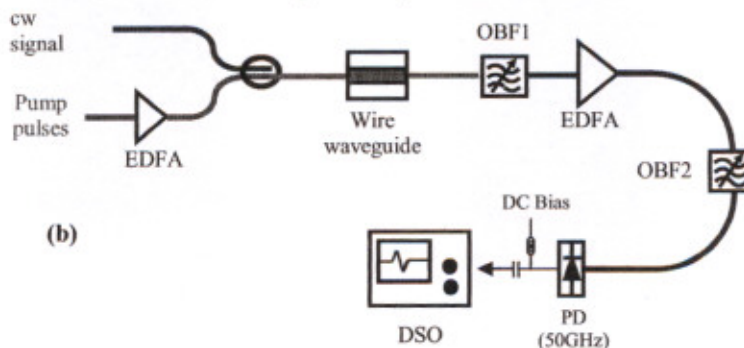 cw
signal
Pump
pulses
EDFA
Wire
waveguide
OBF1
EDFA
OBF2
(b)
DC Bias
DSO
PD
(50GHz)